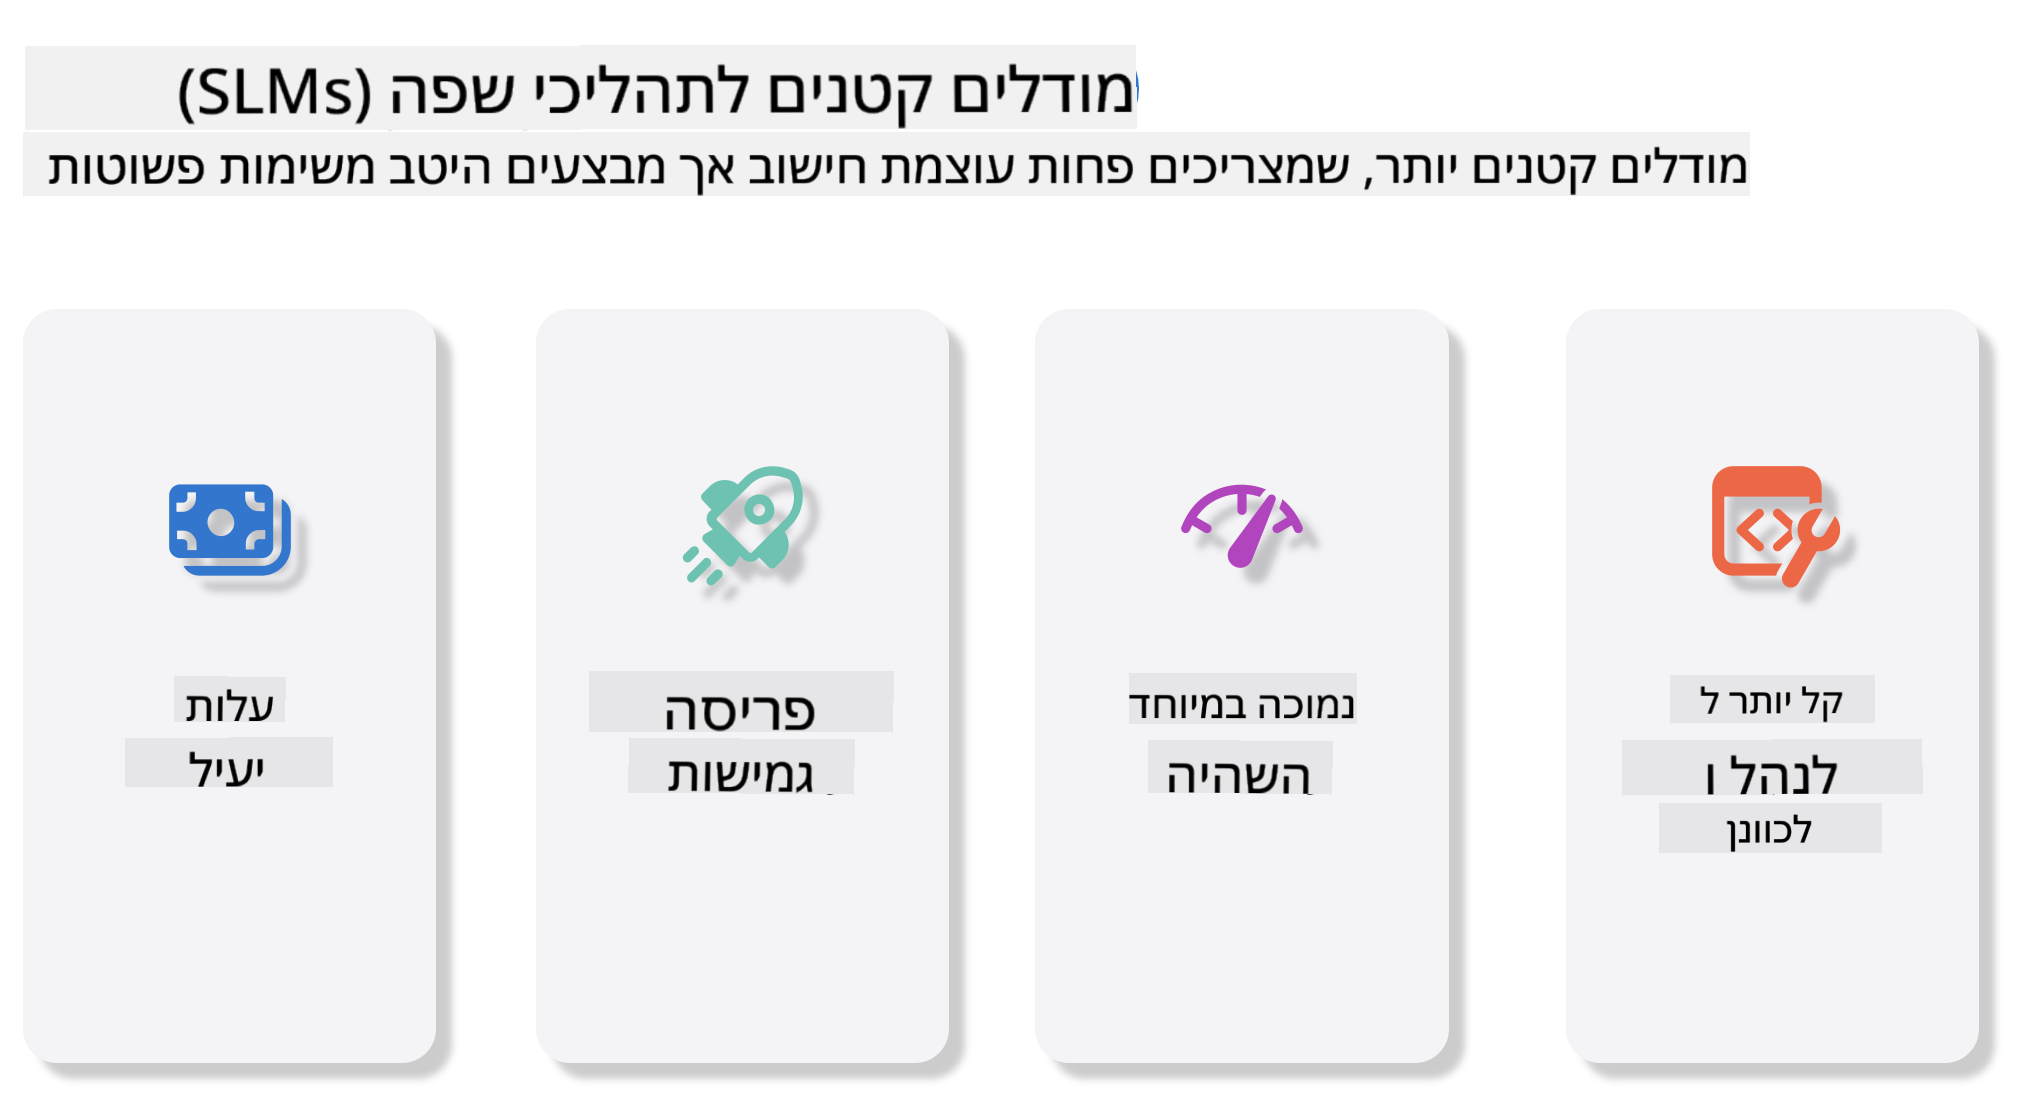 מודלים קטנים לתהליכי שפה (SLMs)
מודלים קטנים יותר, שמצריכים פחות עוצמת חישוב אך מבצעים היטב משימות פשוטות
עלות
יעיל
פריסה
גמישות
נמוכה במיוחד
השהיה
קל יותר ל
לנהל ו
לכוונן